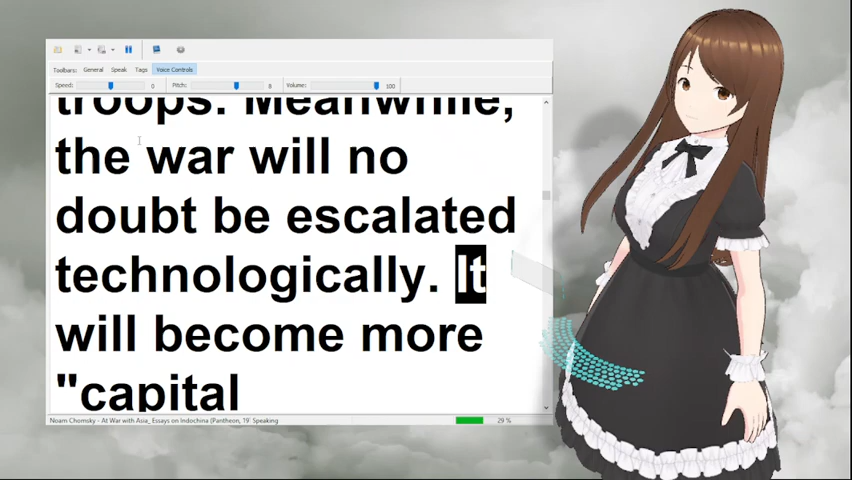 Toolbars: General Speak Tags Voice Controls
Speed: 0 Pitch: 8 Volume: 100
troops. Meanwhile,
the war will no
doubt be escalated
technologically. It
will become more
"capital
Noam Chomsky - At War with Asia_ Essays on Indochina (Pantheon, 19 Speaking 29 %